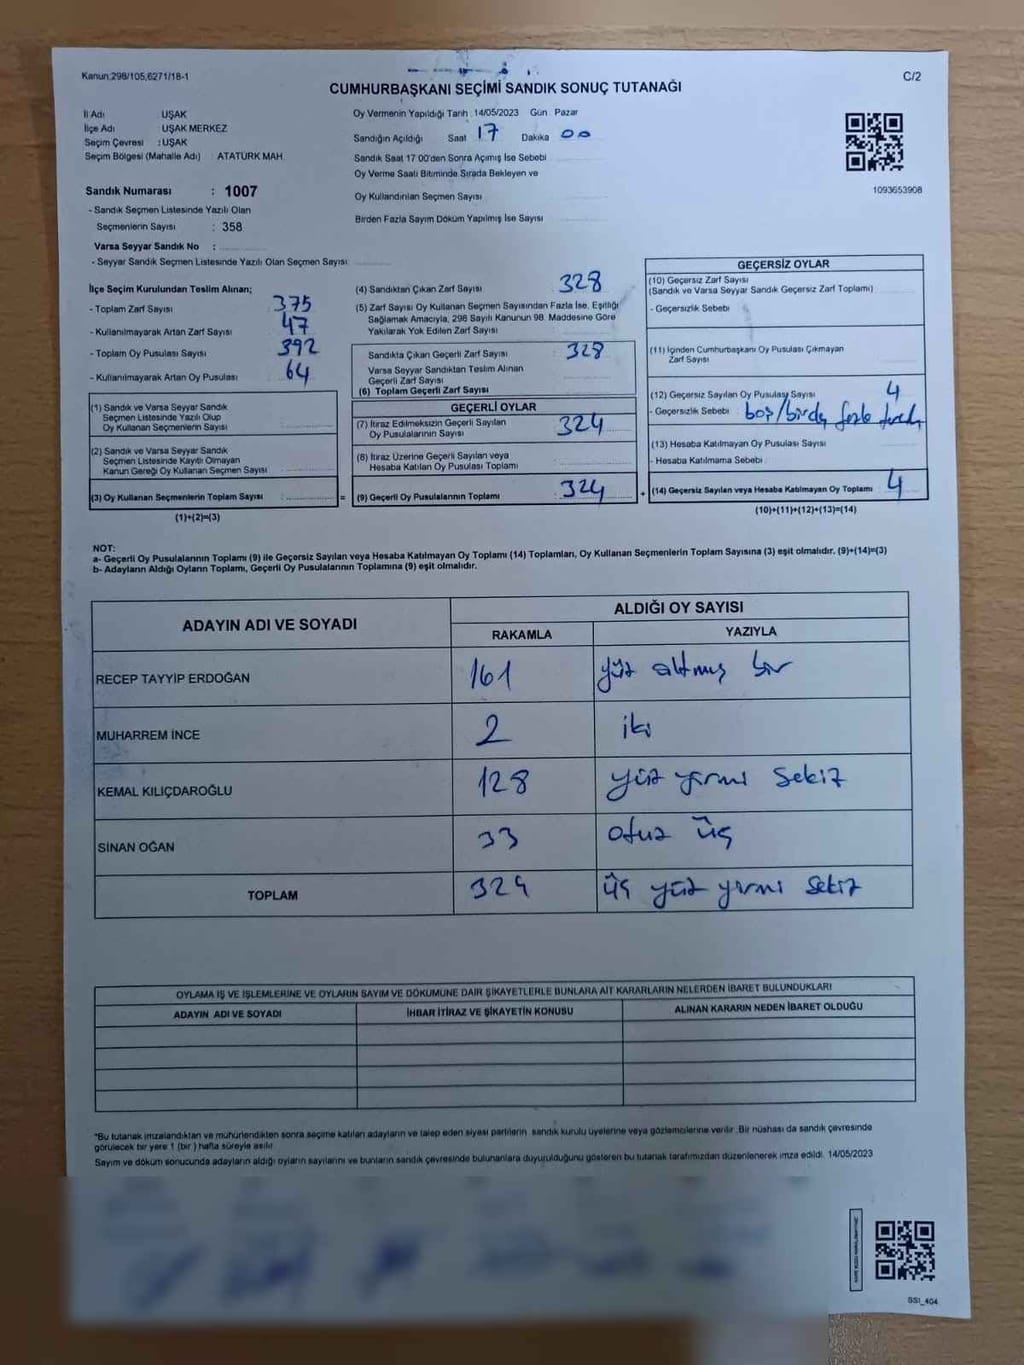 Kanun:298/105,6271/18-1
C/2
CUMHURBAŞKANI SEÇİMİ SANDIK SONUÇ TUTANAĞI
İl Adı : UŞAK
İlçe Adı : UŞAK MERKEZ
Seçim Çevresi : UŞAK
Seçim Bölgesi (Mahalle Adı) : ATATÜRK MAH
Oy Vermenin Yapıldığı Tarih :14/05/2023 Gün Pazar
Sandığın Açıldığı Saat 17 Dakika 00
Sandık Saat 17:00'den Sonra Açımış İse Sebebi
Oy Verme Saati Bitiminde Sırada Bekleyen ve
Oy Kullandırılan Seçmen Sayısı
Birden Fazla Sayım Döküm Yapılmış İse Sayısı
1093653908
Sandık Numarası : 1007
- Sandık Seçmen Listesinde Yazılı Olan
Seçmenlerin Sayısı : 358
Varsa Seyyar Sandık No :
- Seyyar Sandık Seçmen Listesinde Yazılı Olan Seçmen Sayısı:
İlçe Seçim Kurulundan Teslim Alınan;
- Toplam Zarf Sayısı : 375
- Kullanılmayarak Artan Zarf Sayısı : 47
- Toplam Oy Pusulası Sayısı : 392
- Kullanılmayarak Artan Oy Pusulası : 64
(1) Sandık ve Varsa Seyyar Sandık
Seçmen Listesinde Yazılı Olup
Oy Kullanan Seçmenlerin Sayısı :
(2) Sandık ve Varsa Seyyar Sandık
Seçmen Listesinde Kayıtlı Olmayan
Kanun Gereği Oy Kullanan Seçmen Sayısı :
(3) Oy Kullanan Seçmenlerin Toplam Sayısı : =
(1)+(2)=(3)
(4) Sandıktan Çıkan Zarf Sayısı : 328
(5) Zarf Sayısı Oy Kullanan Seçmen Sayısından Fazla İse, Eşitliği
Sağlamak Amacıyla, 298 Sayılı Kanunun 98. Maddesine Göre
Yakılarak Yok Edilen Zarf Sayısı
Sandıkta Çıkan Geçerli Zarf Sayısı : 328
Varsa Seyyar Sandıktan Teslim Alınan
Geçerli Zarf Sayısı
(6) Toplam Geçerli Zarf Sayısı
GEÇERLİ OYLAR
(7) İtiraz Edilmeksizin Geçerli Sayılan
Oy Pusulalarının Sayısı : 324
(8) İtiraz Üzerine Geçerli Sayılan veya
Hesaba Katılan Oy Pusulası Toplamı
(9) Geçerli Oy Pusulalarının Toplamı : 324 +
GEÇERSİZ OYLAR
(10) Geçersiz Zarf Sayısı
(Sandık ve Varsa Seyyar Sandık Geçersiz Zarf Toplamı)
- Geçersizlik Sebebi
(11) İçinden Cumhurbaşkanı Oy Pusulası Çıkmayan
Zarf Sayısı
(12) Geçersiz Sayılan Oy Pusulası Sayısı 4
- Geçersizlik Sebebi : boş/birden fazla
(13) Hesaba Katılmayan Oy Pusulası Sayısı
- Hesaba Katılmama Sebebi
(14) Geçersiz Sayılan veya Hesaba Katılmayan Oy Toplamı 4
(10)+(11)+(12)+(13)=(14)
NOT:
a- Geçerli Oy Pusulalarının Toplamı (9) ile Geçersiz Sayılan veya Hesaba Katılmayan Oy Toplamı (14) Toplamları, Oy Kullanan Seçmenlerin Toplam Sayısına (3) eşit olmalıdır. (9)+(14)=(3)
b- Adayların Aldığı Oyların Toplamı, Geçerli Oy Pusulalarının Toplamına (9) eşit olmalıdır.
ADAYIN ADI VE SOYADI ALDIĞI OY SAYISI
RAKAMLA YAZIYLA
RECEP TAYYİP ERDOĞAN 161 yüz altmış bir
MUHARREM İNCE 2 iki
KEMAL KILIÇDAROĞLU 128 yüz yirmi sekiz
SİNAN OĞAN 33 otuz üç
TOPLAM 324 üç yüz yirmi sekiz
OYLAMA İŞ VE İŞLEMLERİNE VE OYLARIN SAYIM VE DÖKÜMÜNE DAİR ŞİKAYETLERLE BUNLARA AİT KARARLARIN NELERDEN İBARET BULUNDUKLARI
ADAYIN ADI VE SOYADI İHBAR İTİRAZ VE ŞİKAYETİN KONUSU ALINAN KARARIN NEDEN İBARET OLDUĞU
*Bu tutanak imzalandıktan ve mühürlendikten sonra seçime katılan adayların ve talep eden siyasi partilerin sandık kurulu üyelerine veya gözlemcilerine verilir. Bir nüshası da sandık çevresinde
görülecek bir yere 1 (bir) hafta süreyle asılır.
Sayım ve döküm sonucunda adayların aldığı oyların sayılarını ve bunların sandık çevresinde bulunanlara duyurulduğunu gösteren bu tutanak tarafımızdan düzenlenerek imza edildi. 14/05/2023
SSI_404